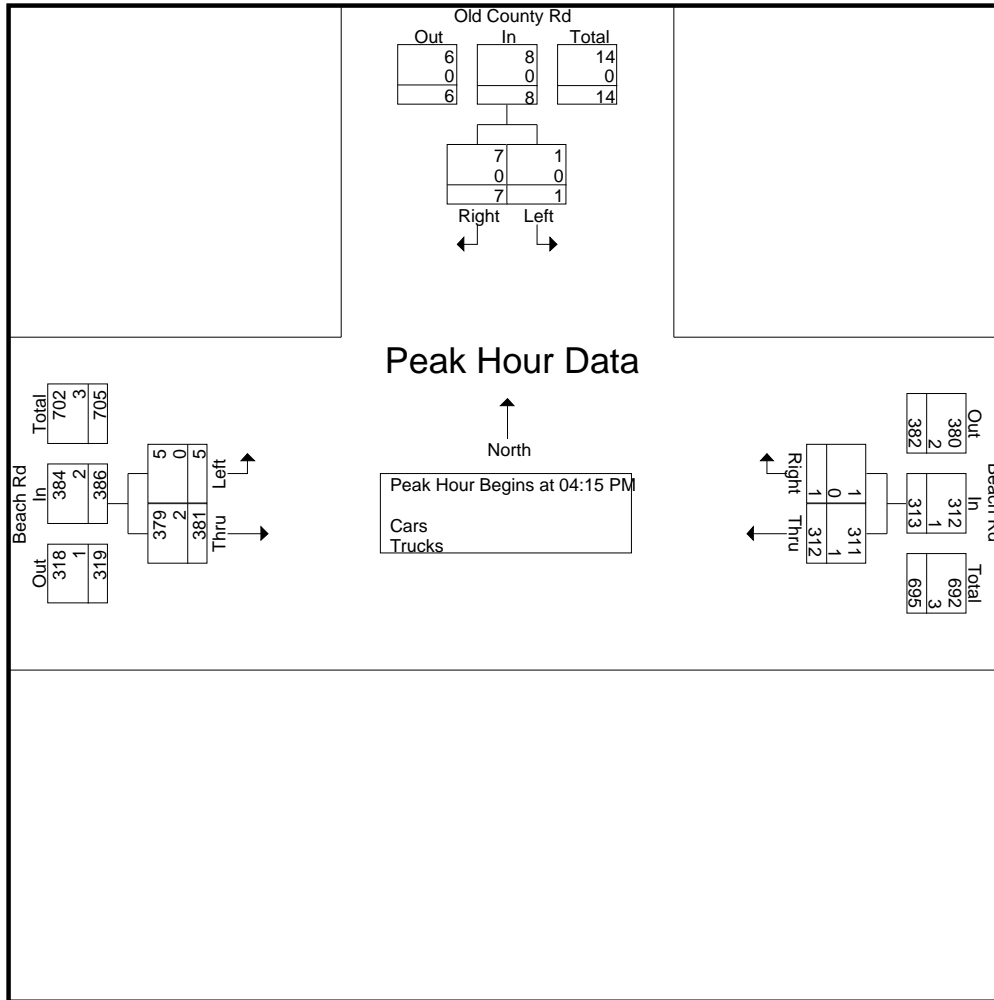 Old County Rd
Out In Total
6 8 14
0 0 0
6 8 14
7 1
0 0
7 1
Right Left
Peak Hour Data
North
Peak Hour Begins at 04:15 PM
Cars
Trucks
Beach Rd
Out In Total
318 384 702
1 2 3
319 386 705
379 5
2 0
381 5
Thru Left
Beach Rd
Out In Total
380 312 692
2 1 3
382 313 695
1 311
0 1
1 312
Right Thru